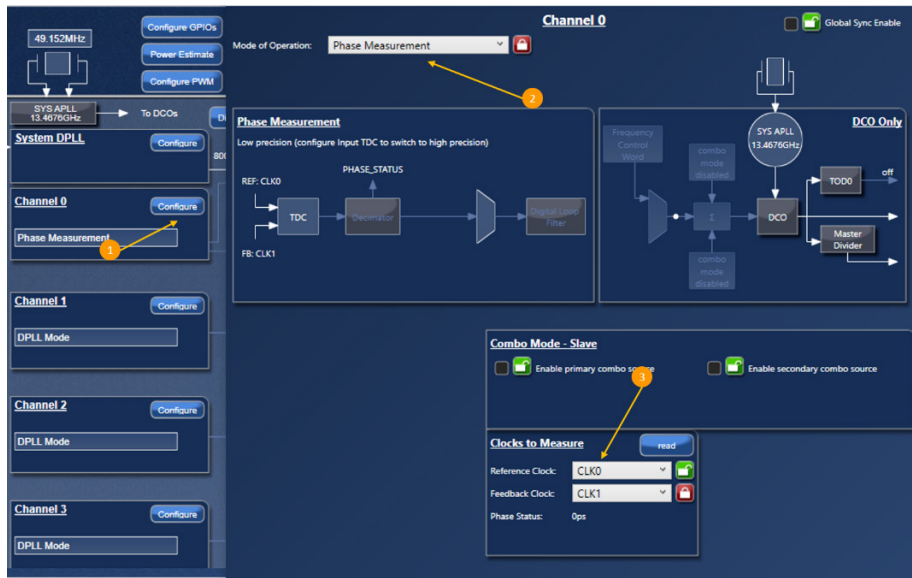 49.152MHz
Configure GPIOs
Power Estimate
Configure PWM
SYS APLL
13.4676GHz
To DCOs
System DPLL
Configure
800
Channel 0
Configure
Phase Measurement
1
Channel 1
Configure
DPLL Mode
Channel 2
Configure
DPLL Mode
Channel 3
Configure
DPLL Mode
Channel 0
Global Sync Enable
Mode of Operation:
Phase Measurement
2
Phase Measurement
Low precision (configure Input TDC to switch to high precision)
REF: CLK0
PHASE_STATUS
TDC
Decimator
Digital Loop
Filter
FB: CLK1
DCO Only
Frequency
Control
Word
combo
mode
disabled
SYS APLL
13.4676GHz
Σ
DCO
TOD0
off
Master
Divider
combo
mode
disabled
Combo Mode - Slave
Enable primary combo source
3
Enable secondary combo source
Clocks to Measure
read
Reference Clock:
CLK0
Feedback Clock:
CLK1
Phase Status:
0ps